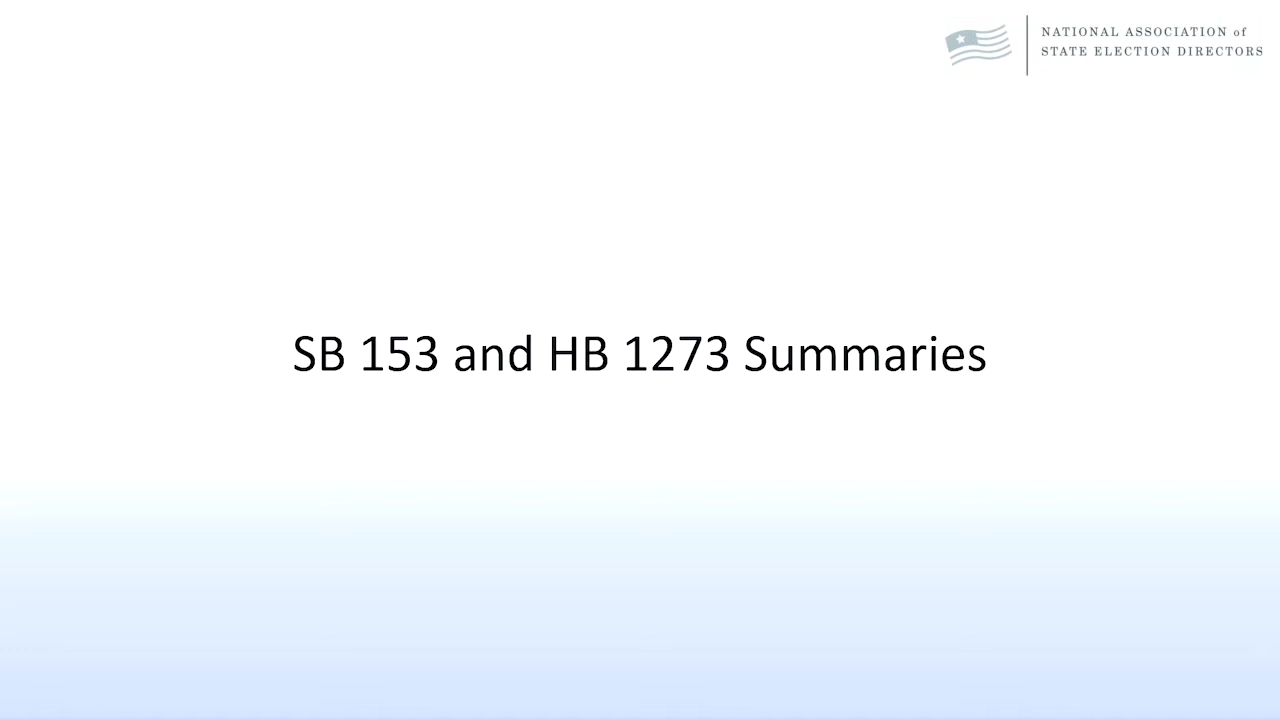 NATIONAL ASSOCIATION of
STATE ELECTION DIRECTORS
SB 153 and HB 1273 Summaries